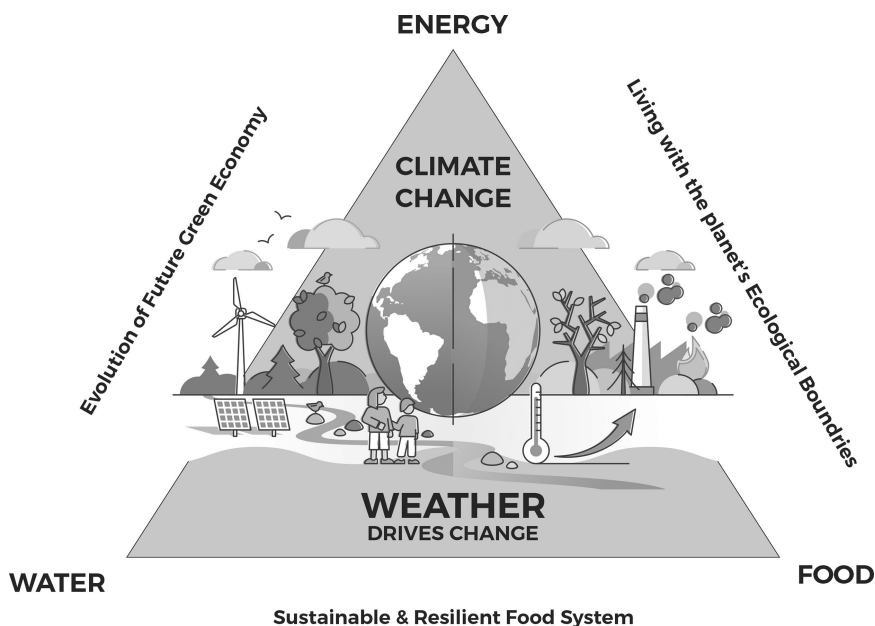 ENERGY
Evolution of Future Green Economy
Living with the planet's Ecological Boundries
CLIMATE
CHANGE
WEATHER
DRIVES CHANGE
WATER
FOOD
Sustainable & Resilient Food System